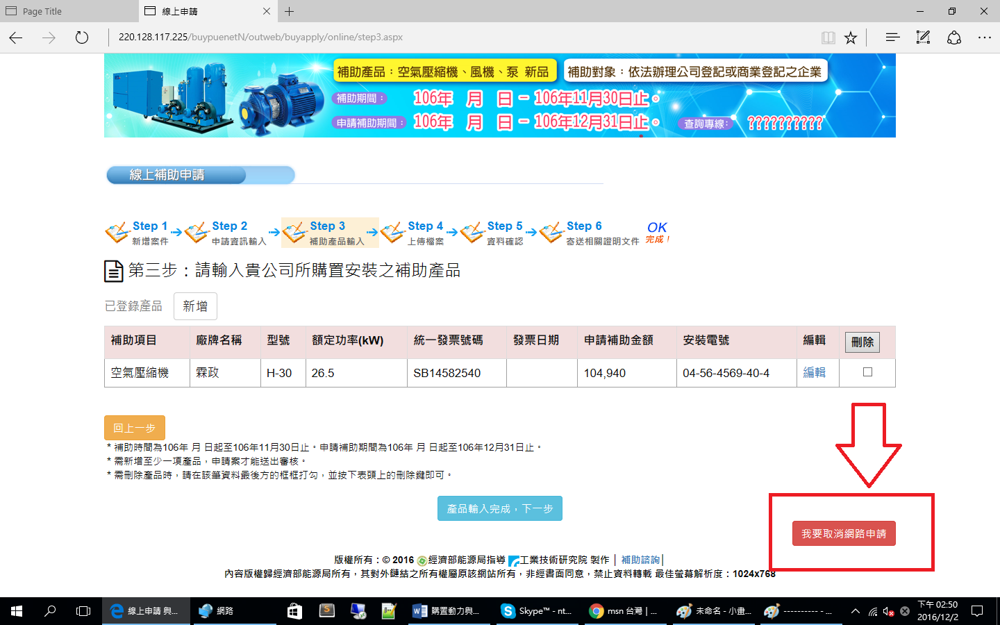 Page Title
線上申請
220.128.117.225/buypuenetN/outweb/buyapply/online/step3.aspx
補助產品：空氣壓縮機、風機、泵 新品
補助對象：依法辦理公司登記或商業登記之企業
補助期間：
106年 月 日 - 106年11月30日止。
申請補助期間：
106年 月 日 - 106年12月31日止。
查詢專線：
??????????
線上補助申請
Step 1
新增案件
Step 2
申請資訊輸入
Step 3
補助產品輸入
Step 4
上傳檔案
Step 5
資料確認
Step 6
寄送相關證明文件
OK
完成！
第三步：請輸入貴公司所購置安裝之補助產品
已登錄產品 新增
補助項目 廠牌名稱 型號 額定功率(kW) 統一發票號碼 發票日期 申請補助金額 安裝電號 編輯 刪除
空氣壓縮機 霖政 H-30 26.5 SB14582540 104,940 04-56-4569-40-4 編輯
回上一步
* 補助時間為106年 月 日起至106年11月30日止。申請補助期間為106年 月 日起至106年12月31日止。
* 需新增至少一項產品，申請案才能送出審核。
* 需刪除產品時，請在該筆資料最後方的框框打勾，並按下表頭上的刪除鍵即可。
產品輸入完成，下一步
我要取消網路申請
版權所有：© 2016 經濟部能源局指導 工業技術研究院 製作 | 補助諮詢|
內容版權歸經濟部能源局所有，其對外鏈結之所有權屬原該網站所有，非經書面同意，禁止資料轉載 最佳螢幕解析度：1024x768
線上申請 與...
網路
購置動力與...
Skype™ - nt...
msn 台灣 | ...
未命名 - 小畫...
---------- - ...
下午 02:50
2016/12/2